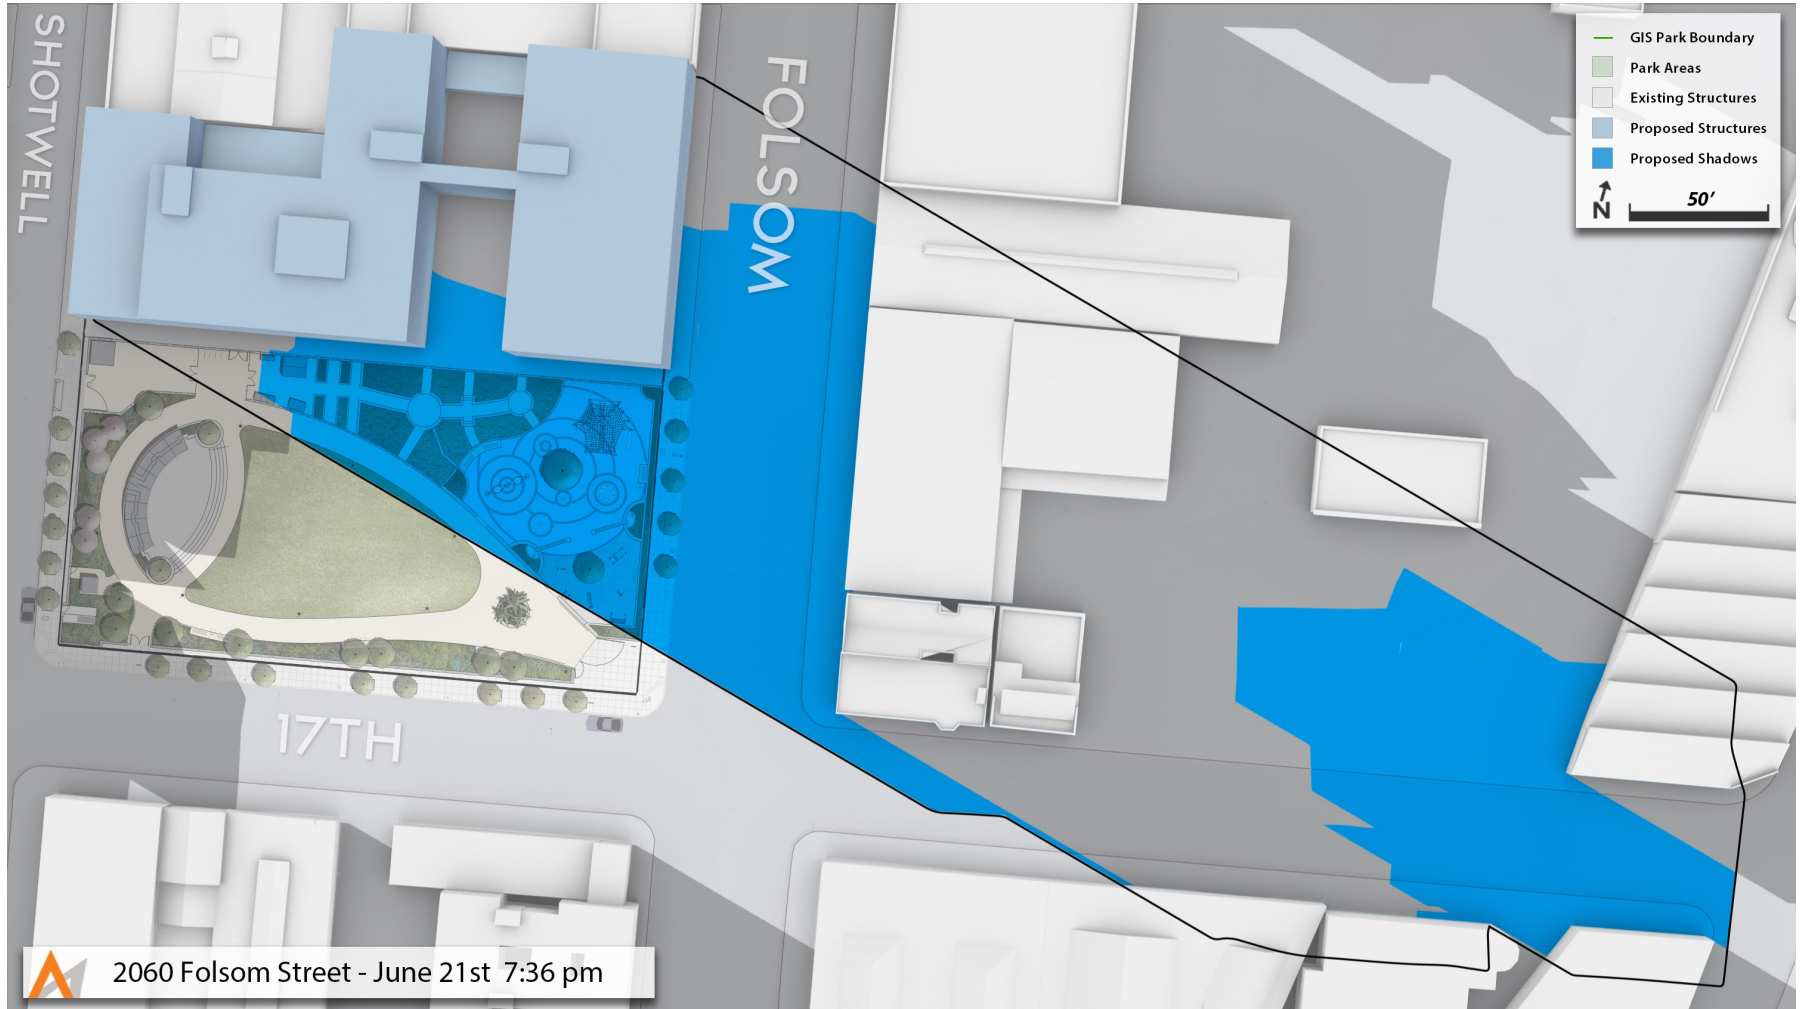 SHOTWELL
FOLSOM
GIS Park Boundary
Park Areas
Existing Structures
Proposed Structures
Proposed Shadows
N
50′
17TH
2060 Folsom Street - June 21st 7:36 pm